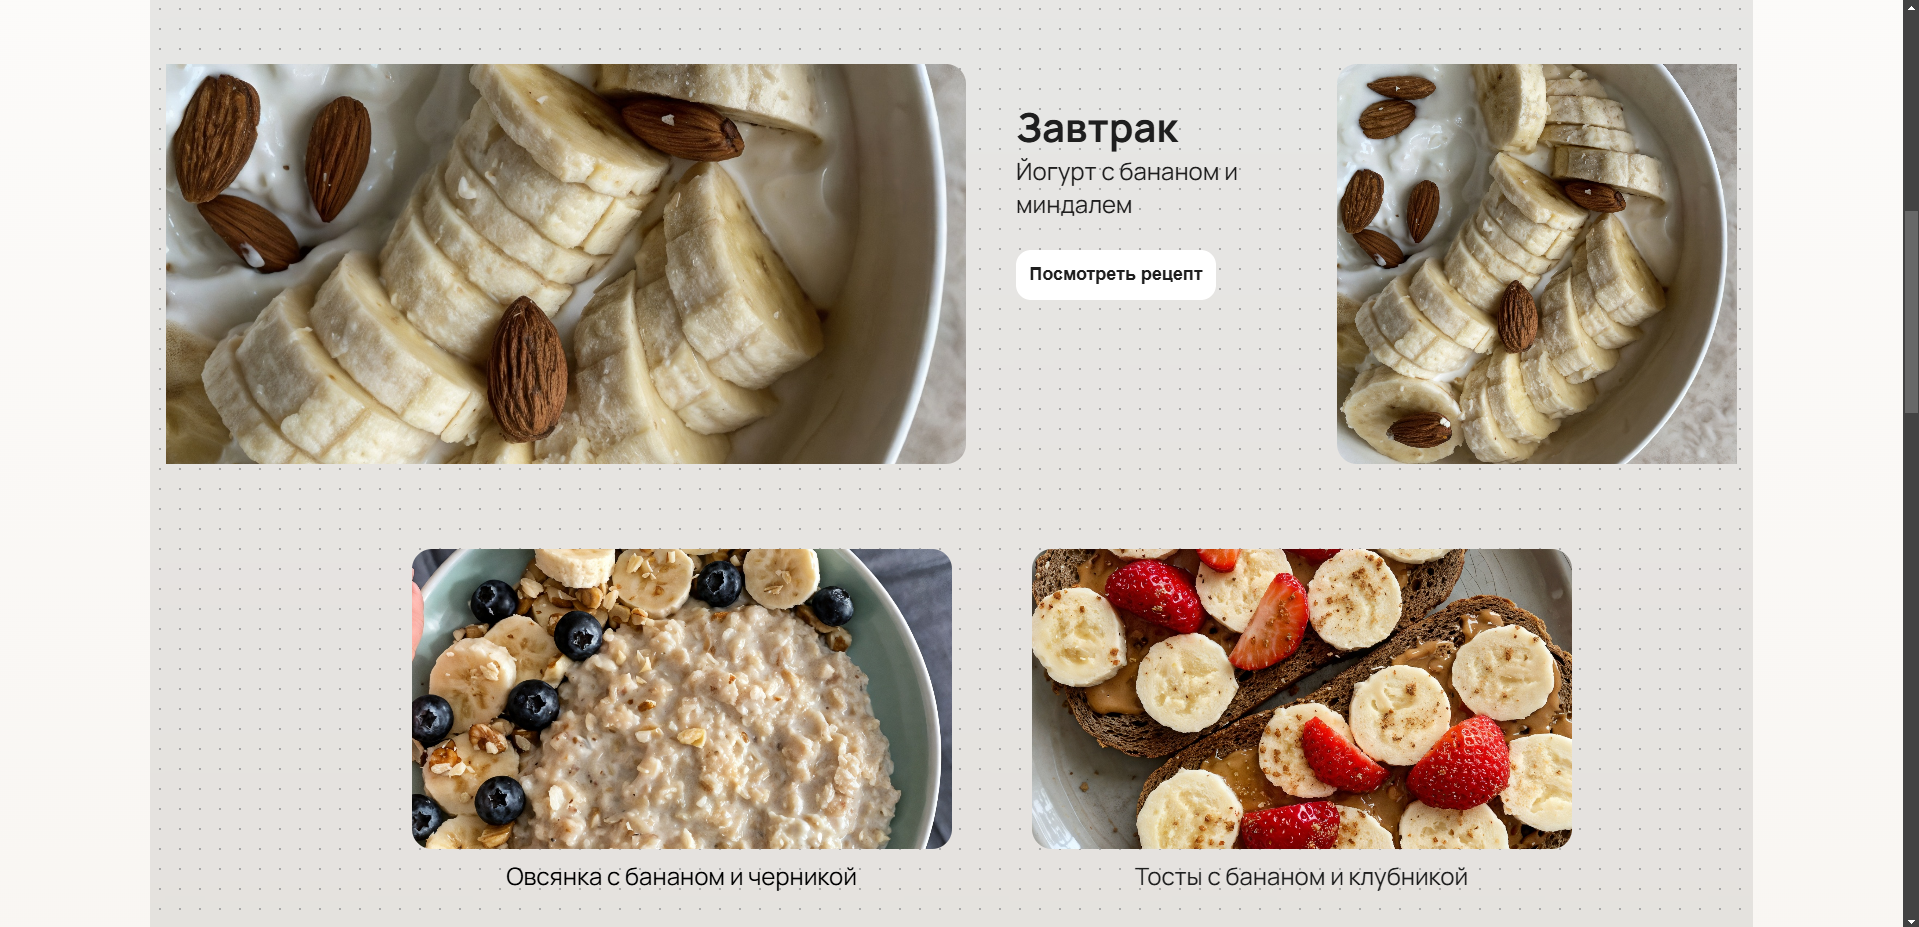 Завтрак
Йогурт с бананом и
миндалем
Посмотреть рецепт
Овсянка с бананом и черникой
Тосты с бананом и клубникой